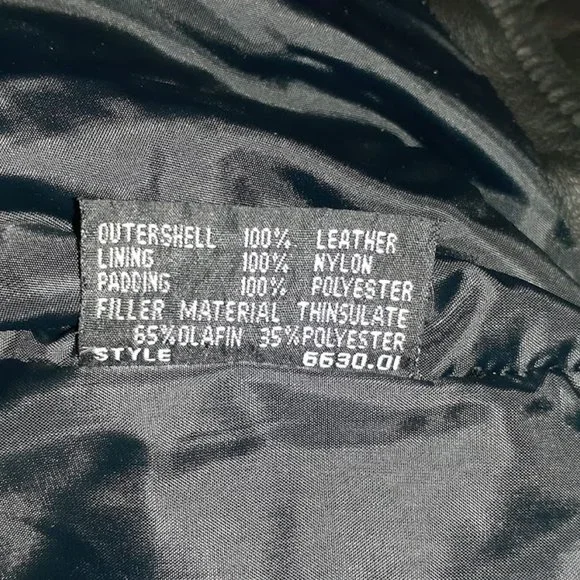 OUTERSHELL 100% LEATHER
LINING 100% NYLON
PADDING 100% POLYESTER
FILLER MATERIAL THINSULATE
65%OLAFIN 35%POLYESTER
STYLE 6630.01